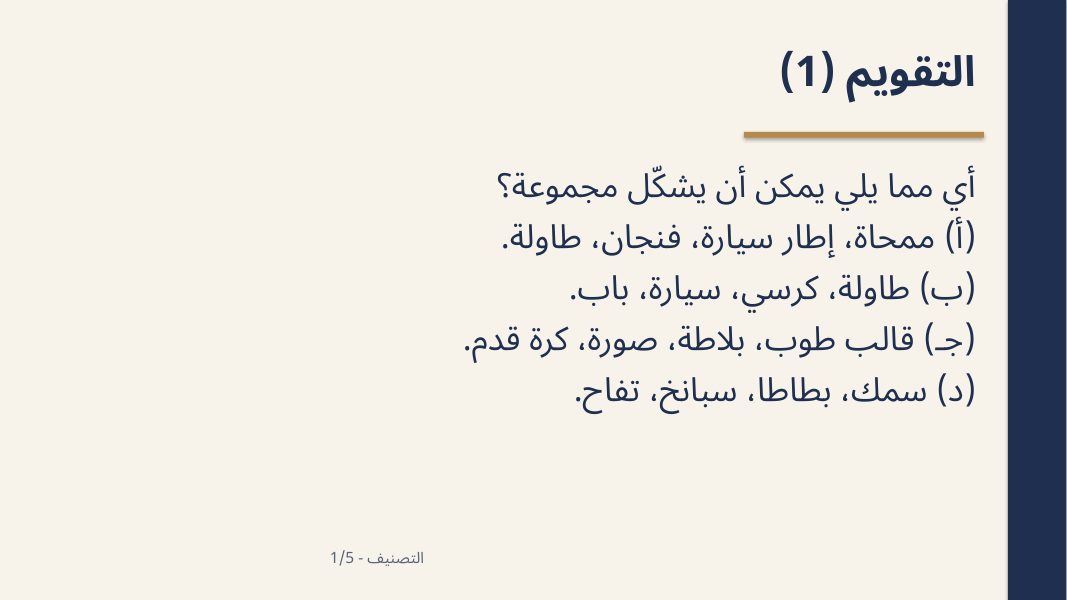 التقويم (1)
أي مما يلي يمكن أن يشكّل مجموعة؟
(أ) ممحاة، إطار سيارة، فنجان، طاولة.
(ب) طاولة، كرسي، سيارة، باب.
(جـ) قالب طوب، بلاطة، صورة، كرة قدم.
(د) سمك، بطاطا، سبانخ، تفاح.
التصنيف - 1/5